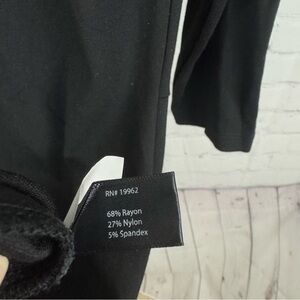 RN# 19962
68% Rayon
27% Nylon
5% Spandex